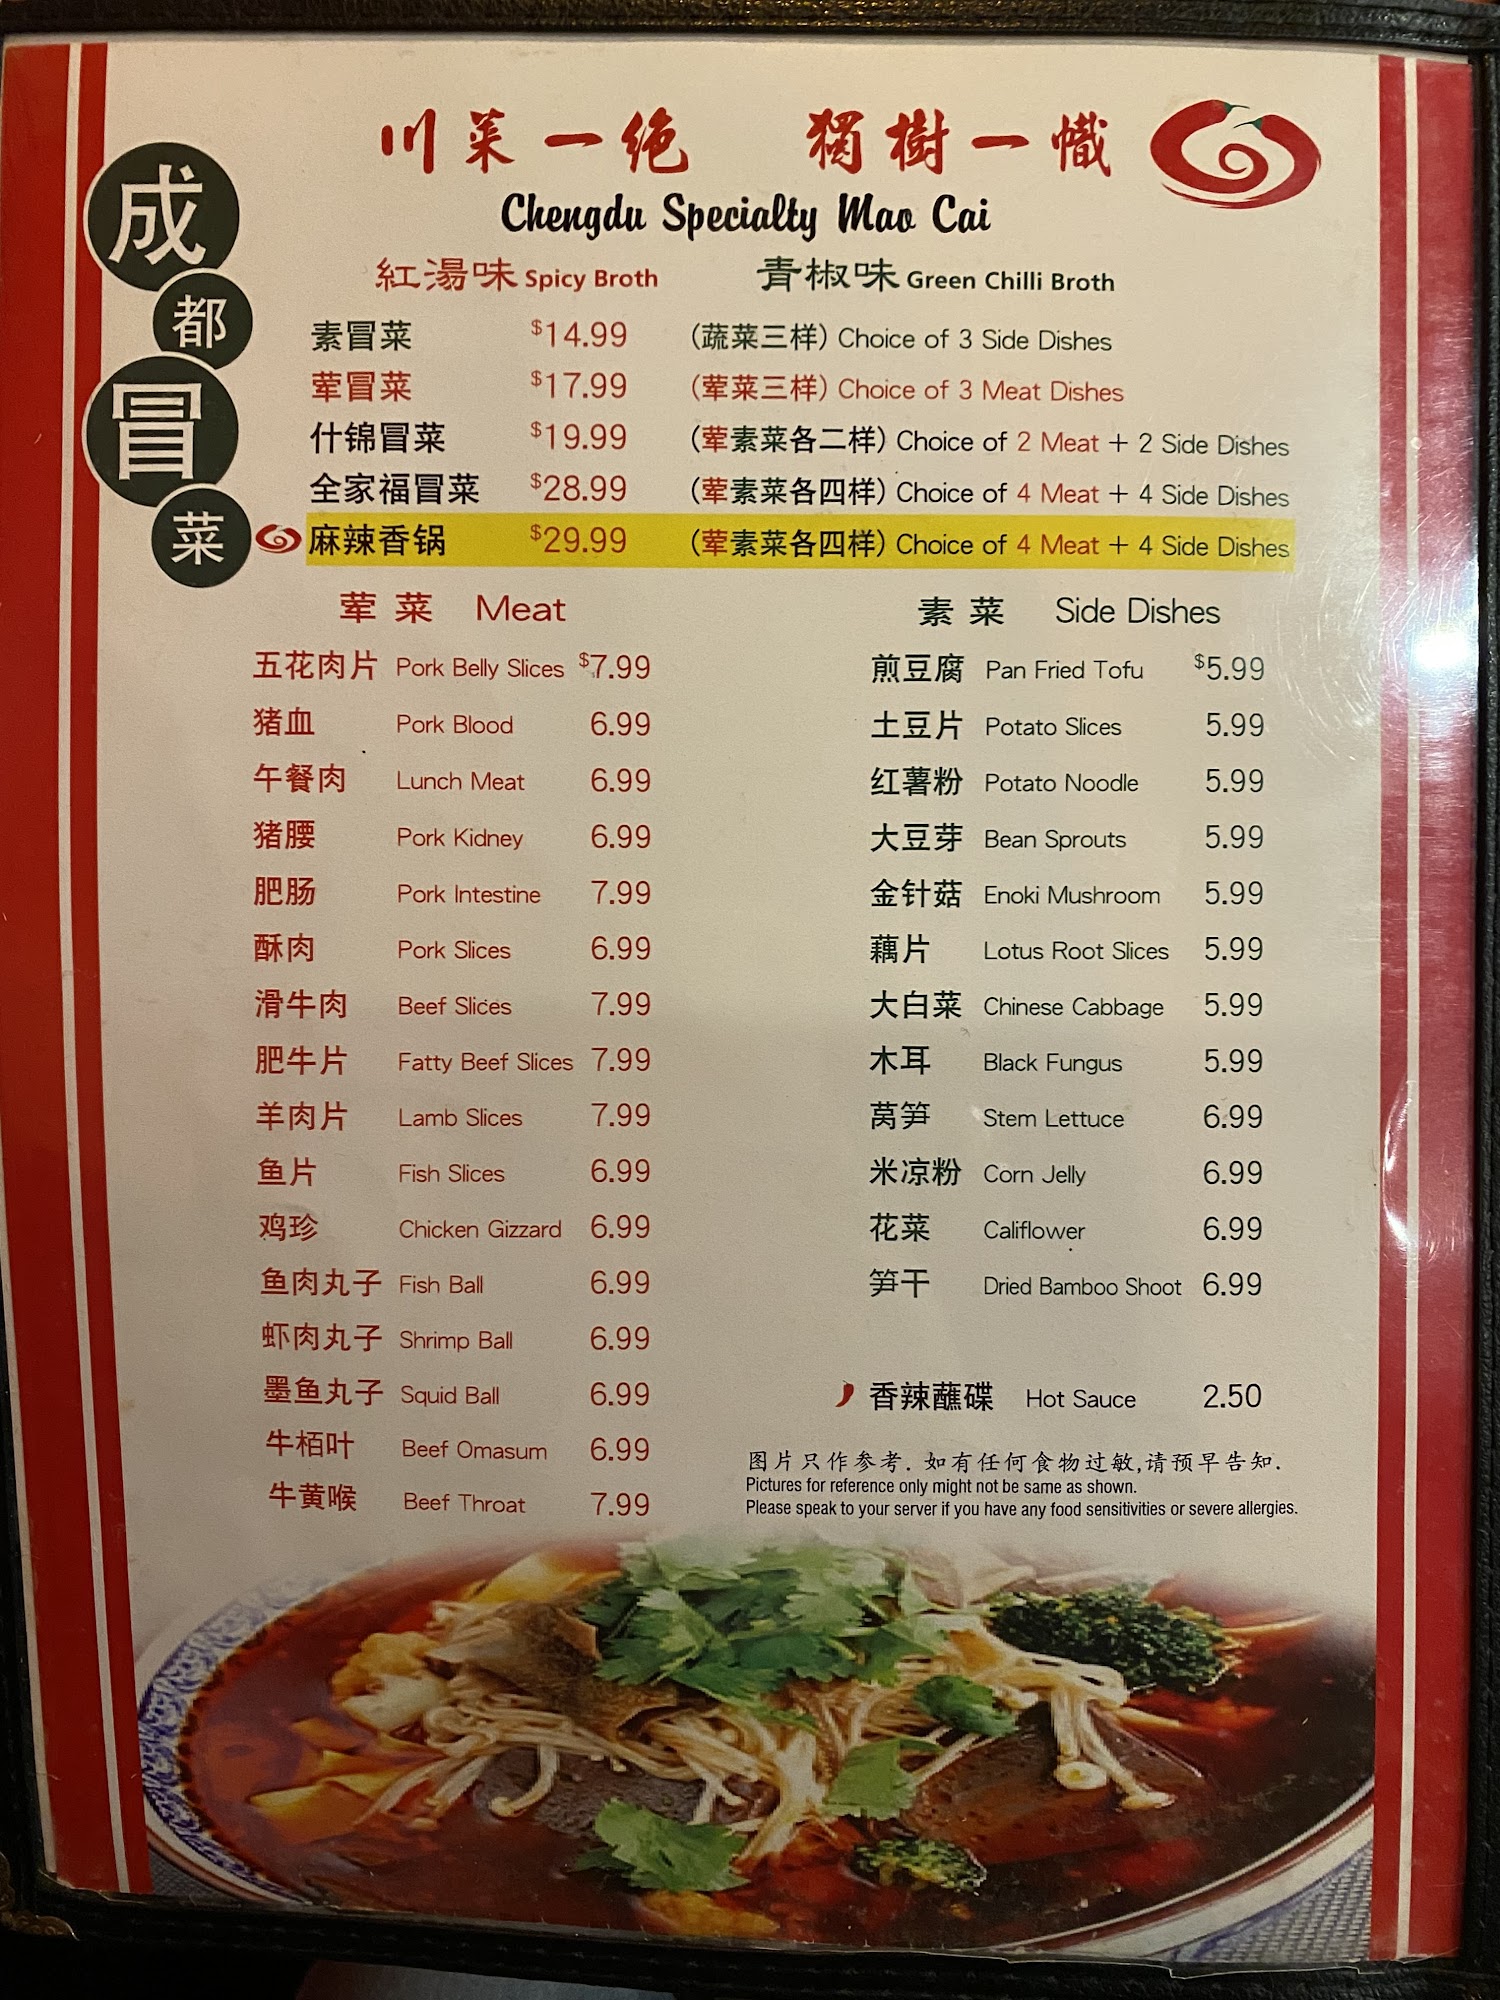 川菜一绝 獨樹一幟
Chengdu Specialty Mao Cai
成都冒菜
紅湯味 Spicy Broth 青椒味 Green Chilli Broth
素冒菜 $14.99 (蔬菜三样) Choice of 3 Side Dishes
荤冒菜 $17.99 (荤菜三样) Choice of 3 Meat Dishes
什锦冒菜 $19.99 (荤素菜各二样) Choice of 2 Meat + 2 Side Dishes
全家福冒菜 $28.99 (荤素菜各四样) Choice of 4 Meat + 4 Side Dishes
麻辣香锅 $29.99 (荤素菜各四样) Choice of 4 Meat + 4 Side Dishes
荤菜 Meat
五花肉片 Pork Belly Slices $7.99
猪血 Pork Blood 6.99
午餐肉 Lunch Meat 6.99
猪腰 Pork Kidney 6.99
肥肠 Pork Intestine 7.99
酥肉 Pork Slices 6.99
滑牛肉 Beef Slices 7.99
肥牛片 Fatty Beef Slices 7.99
羊肉片 Lamb Slices 7.99
鱼片 Fish Slices 6.99
鸡珍 Chicken Gizzard 6.99
鱼肉丸子 Fish Ball 6.99
虾肉丸子 Shrimp Ball 6.99
墨鱼丸子 Squid Ball 6.99
牛栢叶 Beef Omasum 6.99
牛黄喉 Beef Throat 7.99
素菜 Side Dishes
煎豆腐 Pan Fried Tofu $5.99
土豆片 Potato Slices 5.99
红薯粉 Potato Noodle 5.99
大豆芽 Bean Sprouts 5.99
金针菇 Enoki Mushroom 5.99
藕片 Lotus Root Slices 5.99
大白菜 Chinese Cabbage 5.99
木耳 Black Fungus 5.99
莴笋 Stem Lettuce 6.99
米凉粉 Corn Jelly 6.99
花菜 Califlower 6.99
笋干 Dried Bamboo Shoot 6.99
香辣蘸碟 Hot Sauce 2.50
图片只作参考. 如有任何食物过敏,请预早告知.
Pictures for reference only might not be same as shown.
Please speak to your server if you have any food sensitivities or severe allergies.